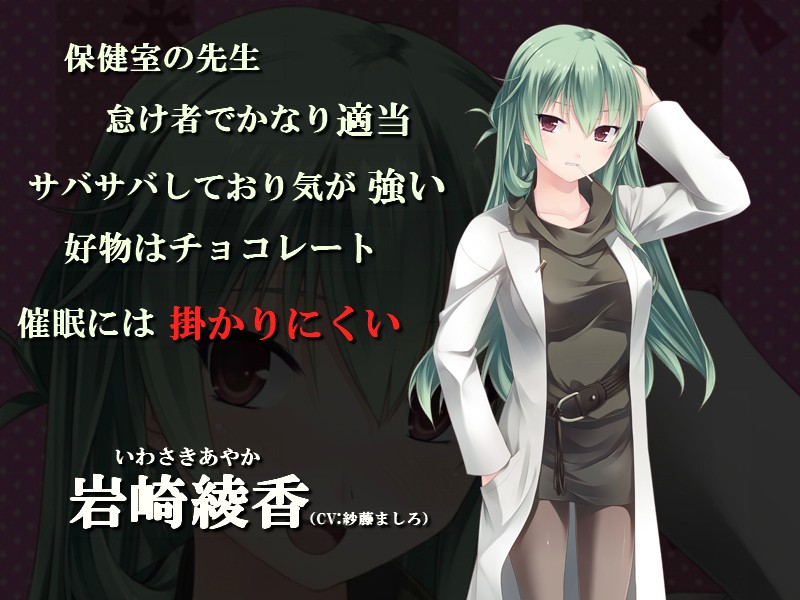 保健室の先生
怠け者でかなり適当
サバサバしており気が強い
好物はチョコレート
催眠には掛かりにくい
いわさきあやか
岩崎綾香(CV:紗藤ましろ)